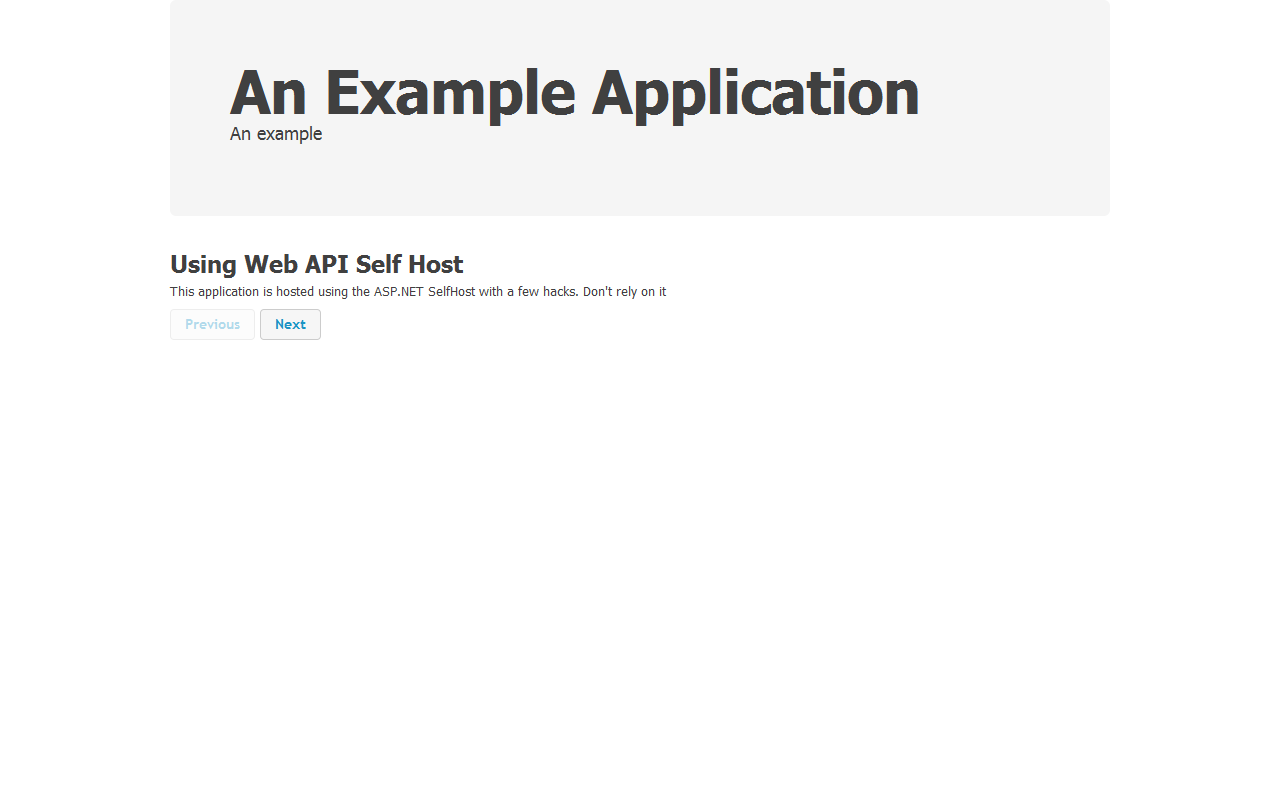 An Example Application
An example
Using Web API Self Host
This application is hosted using the ASP.NET SelfHost with a few hacks. Don't rely on it
Previous Next